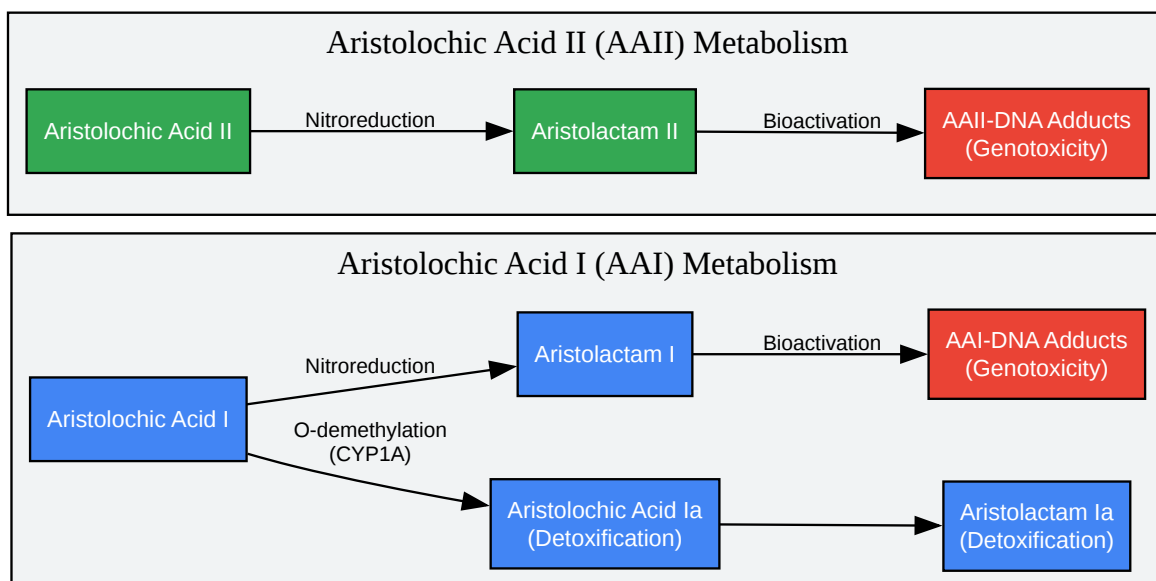 Aristolochic Acid II (AAII) Metabolism
Aristolochic Acid II
Nitroreduction
Aristolactam II
Bioactivation
AAII-DNA Adducts
(Genotoxicity)
Aristolochic Acid I (AAI) Metabolism
Aristolochic Acid I
Nitroreduction
Aristolactam I
Bioactivation
AAI-DNA Adducts
(Genotoxicity)
O-demethylation
(CYP1A)
Aristolochic Acid Ia
(Detoxification)
Aristolactam Ia
(Detoxification)